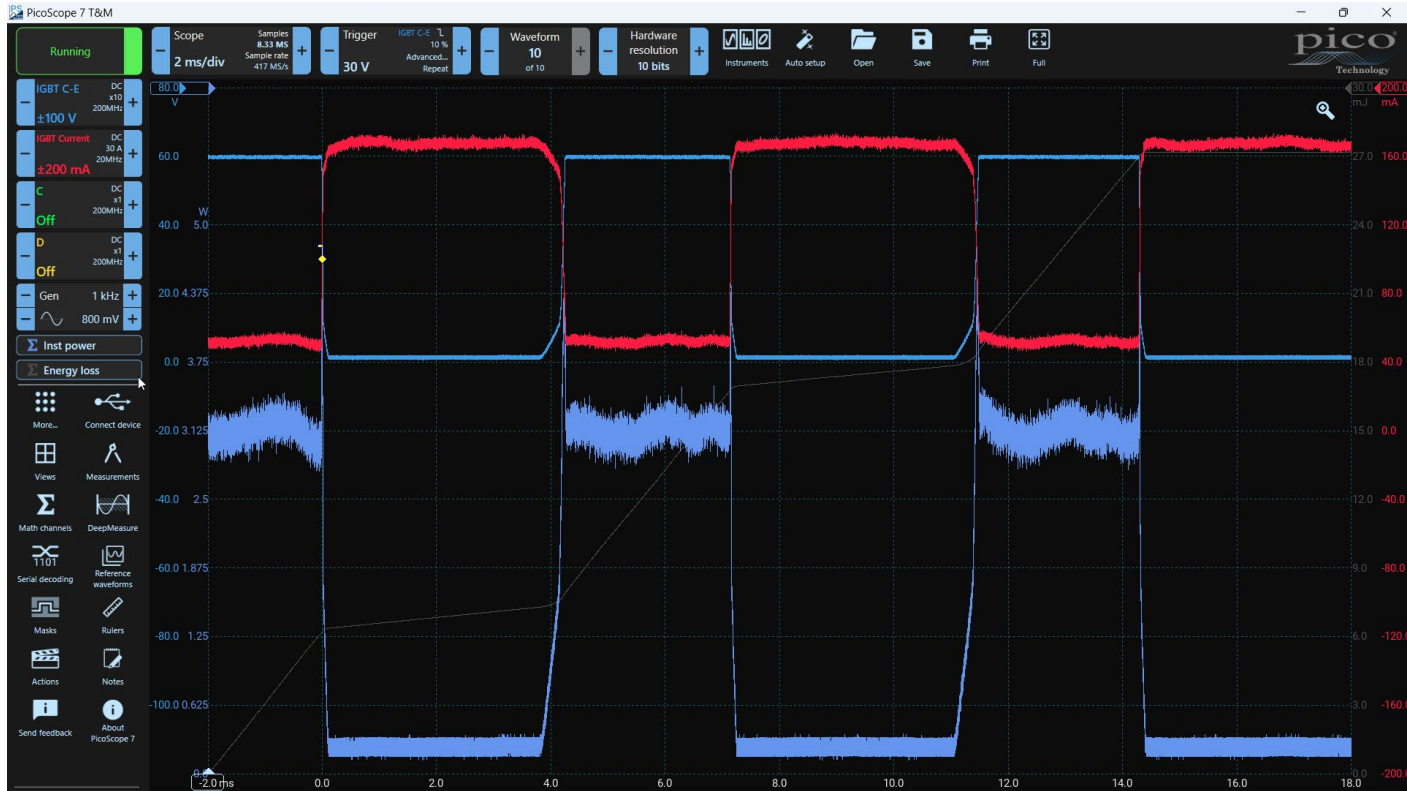 PicoScope 7 T&M
Running
Scope
2 ms/div
Samples
8.33 MS
Sample rate
417 MS/s
Trigger
30 V
IGBT C-E
10 %
Advanced...
Repeat
Waveform
10
of 10
Hardware
resolution
10 bits
Instruments
Auto setup
Open
Save
Print
Full
pico
Technology
IGBT C-E
DC
x10
200MHz
±100 V
IGBT Current
DC
30 A
20MHz
±200 mA
C
DC
x1
200MHz
Off
D
DC
x1
200MHz
Off
Gen
1 kHz
800 mV
Σ Inst power
Σ Energy loss
More...
Connect device
Views
Measurements
Math channels
DeepMeasure
1101
Serial decoding
Reference
waveforms
Masks
Rulers
Actions
Notes
Send feedback
About
PicoScope 7
80.0
V
60.0
W
40.0 5.0
20.0 4.375
0.0 3.75
-20.0 3.125
-40.0 2.5
-60.0 1.875
-80.0 1.25
-100.0 0.625
0.0
30.0 200.0
mJ mA
27.0 160.0
24.0 120.0
21.0 80.0
18.0 40.0
15.0 0.0
12.0 -40.0
9.0 -80.0
6.0 -120.0
3.0 -160.0
0.0 -200.0
-2.0 ms 0.0 2.0 4.0 6.0 8.0 10.0 12.0 14.0 16.0 18.0